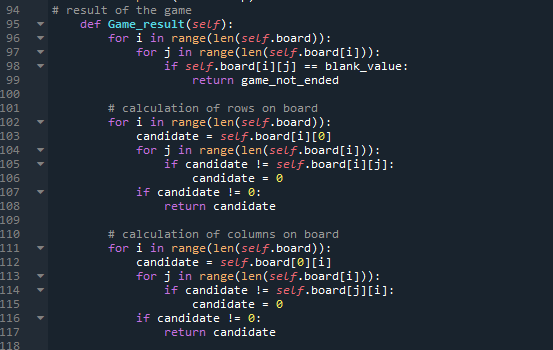 94 # result of the game
95     def Game_result(self):
96         for i in range(len(self.board)):
97             for j in range(len(self.board[i])):
98                 if self.board[i][j] == blank_value:
99                     return game_not_ended
100
101         # calculation of rows on board
102         for i in range(len(self.board)):
103             candidate = self.board[i][0]
104             for j in range(len(self.board[i])):
105                 if candidate != self.board[i][j]:
106                     candidate = 0
107             if candidate != 0:
108                 return candidate
109
110         # calculation of columns on board
111         for i in range(len(self.board)):
112             candidate = self.board[0][i]
113             for j in range(len(self.board[i])):
114                 if candidate != self.board[j][i]:
115                     candidate = 0
116             if candidate != 0:
117                 return candidate
118